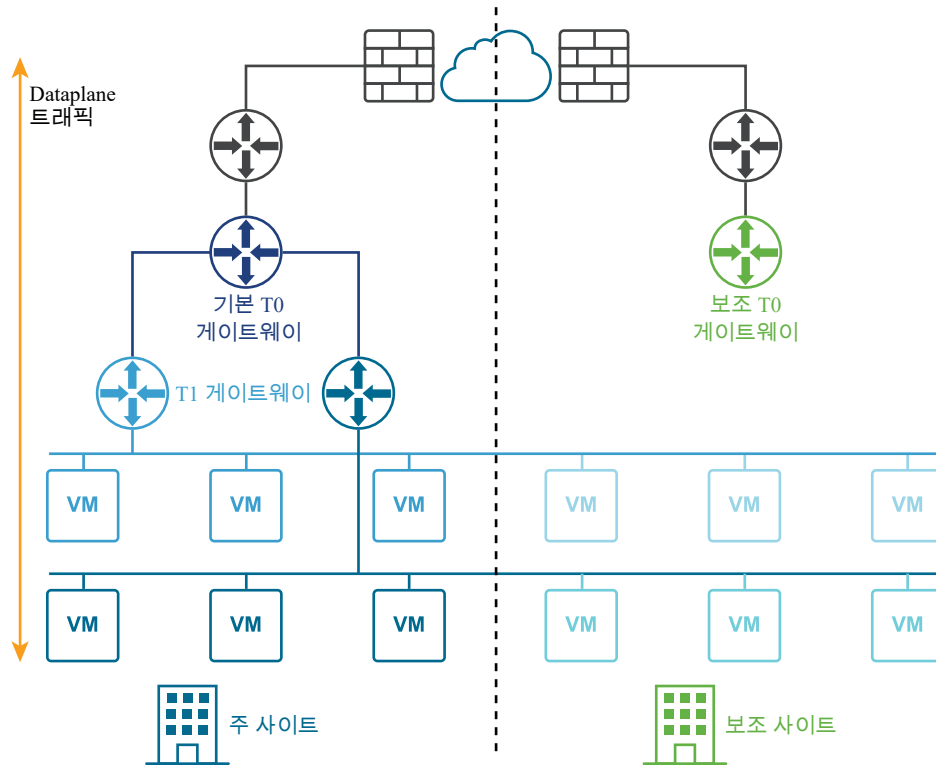 Dataplane
트래픽
기본 T0
게이트웨이
보조 T0
게이트웨이
T1 게이트웨이
VM VM VM VM VM VM
VM VM VM VM VM VM
주 사이트
보조 사이트